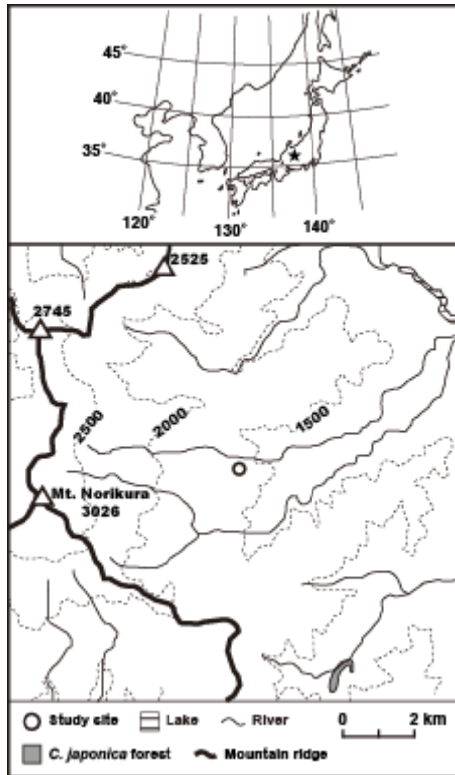 45°
40°
35°
120°
130°
140°
2525
2745
2500
2000
1500
Mt. Norikura
3026
Study site
Lake
River
0 2 km
C. japonica forest
Mountain ridge